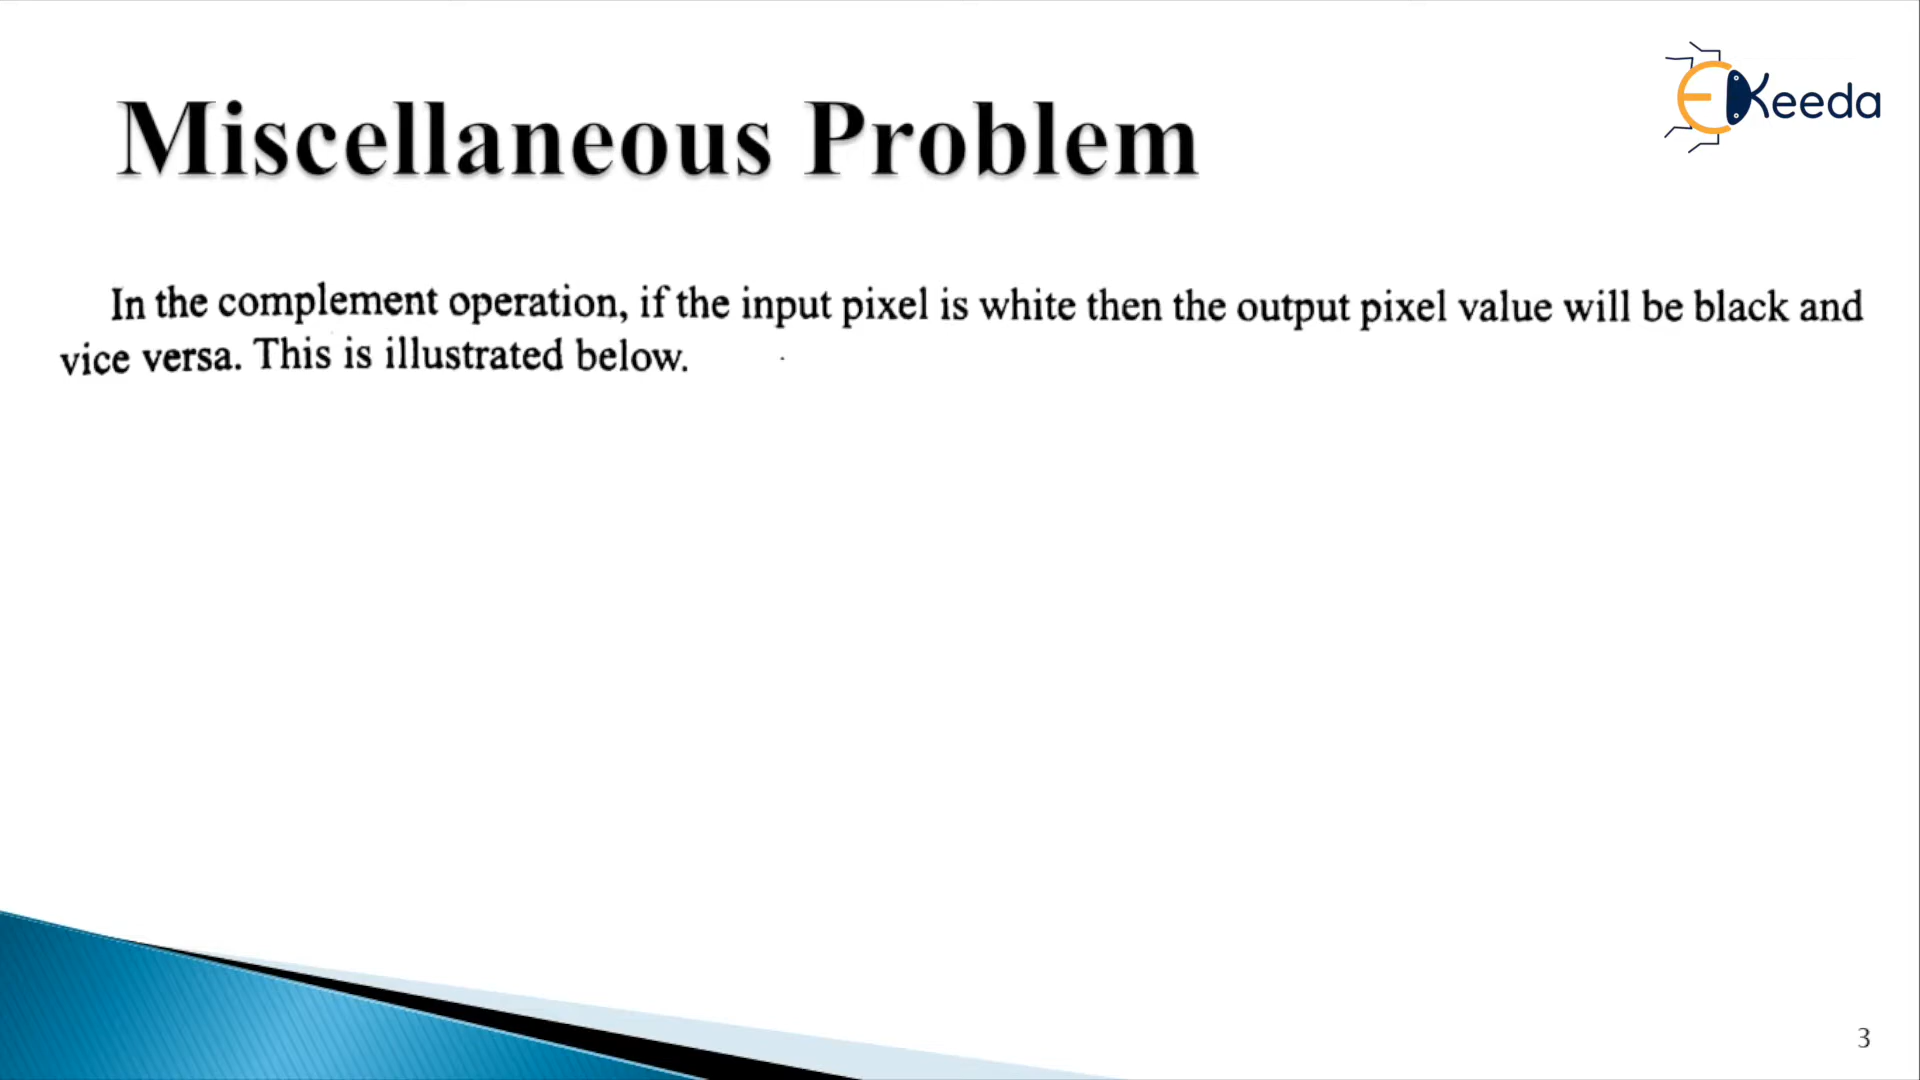 EKeeda
Miscellaneous Problem
In the complement operation, if the input pixel is white then the output pixel value will be black and
vice versa. This is illustrated below.
3